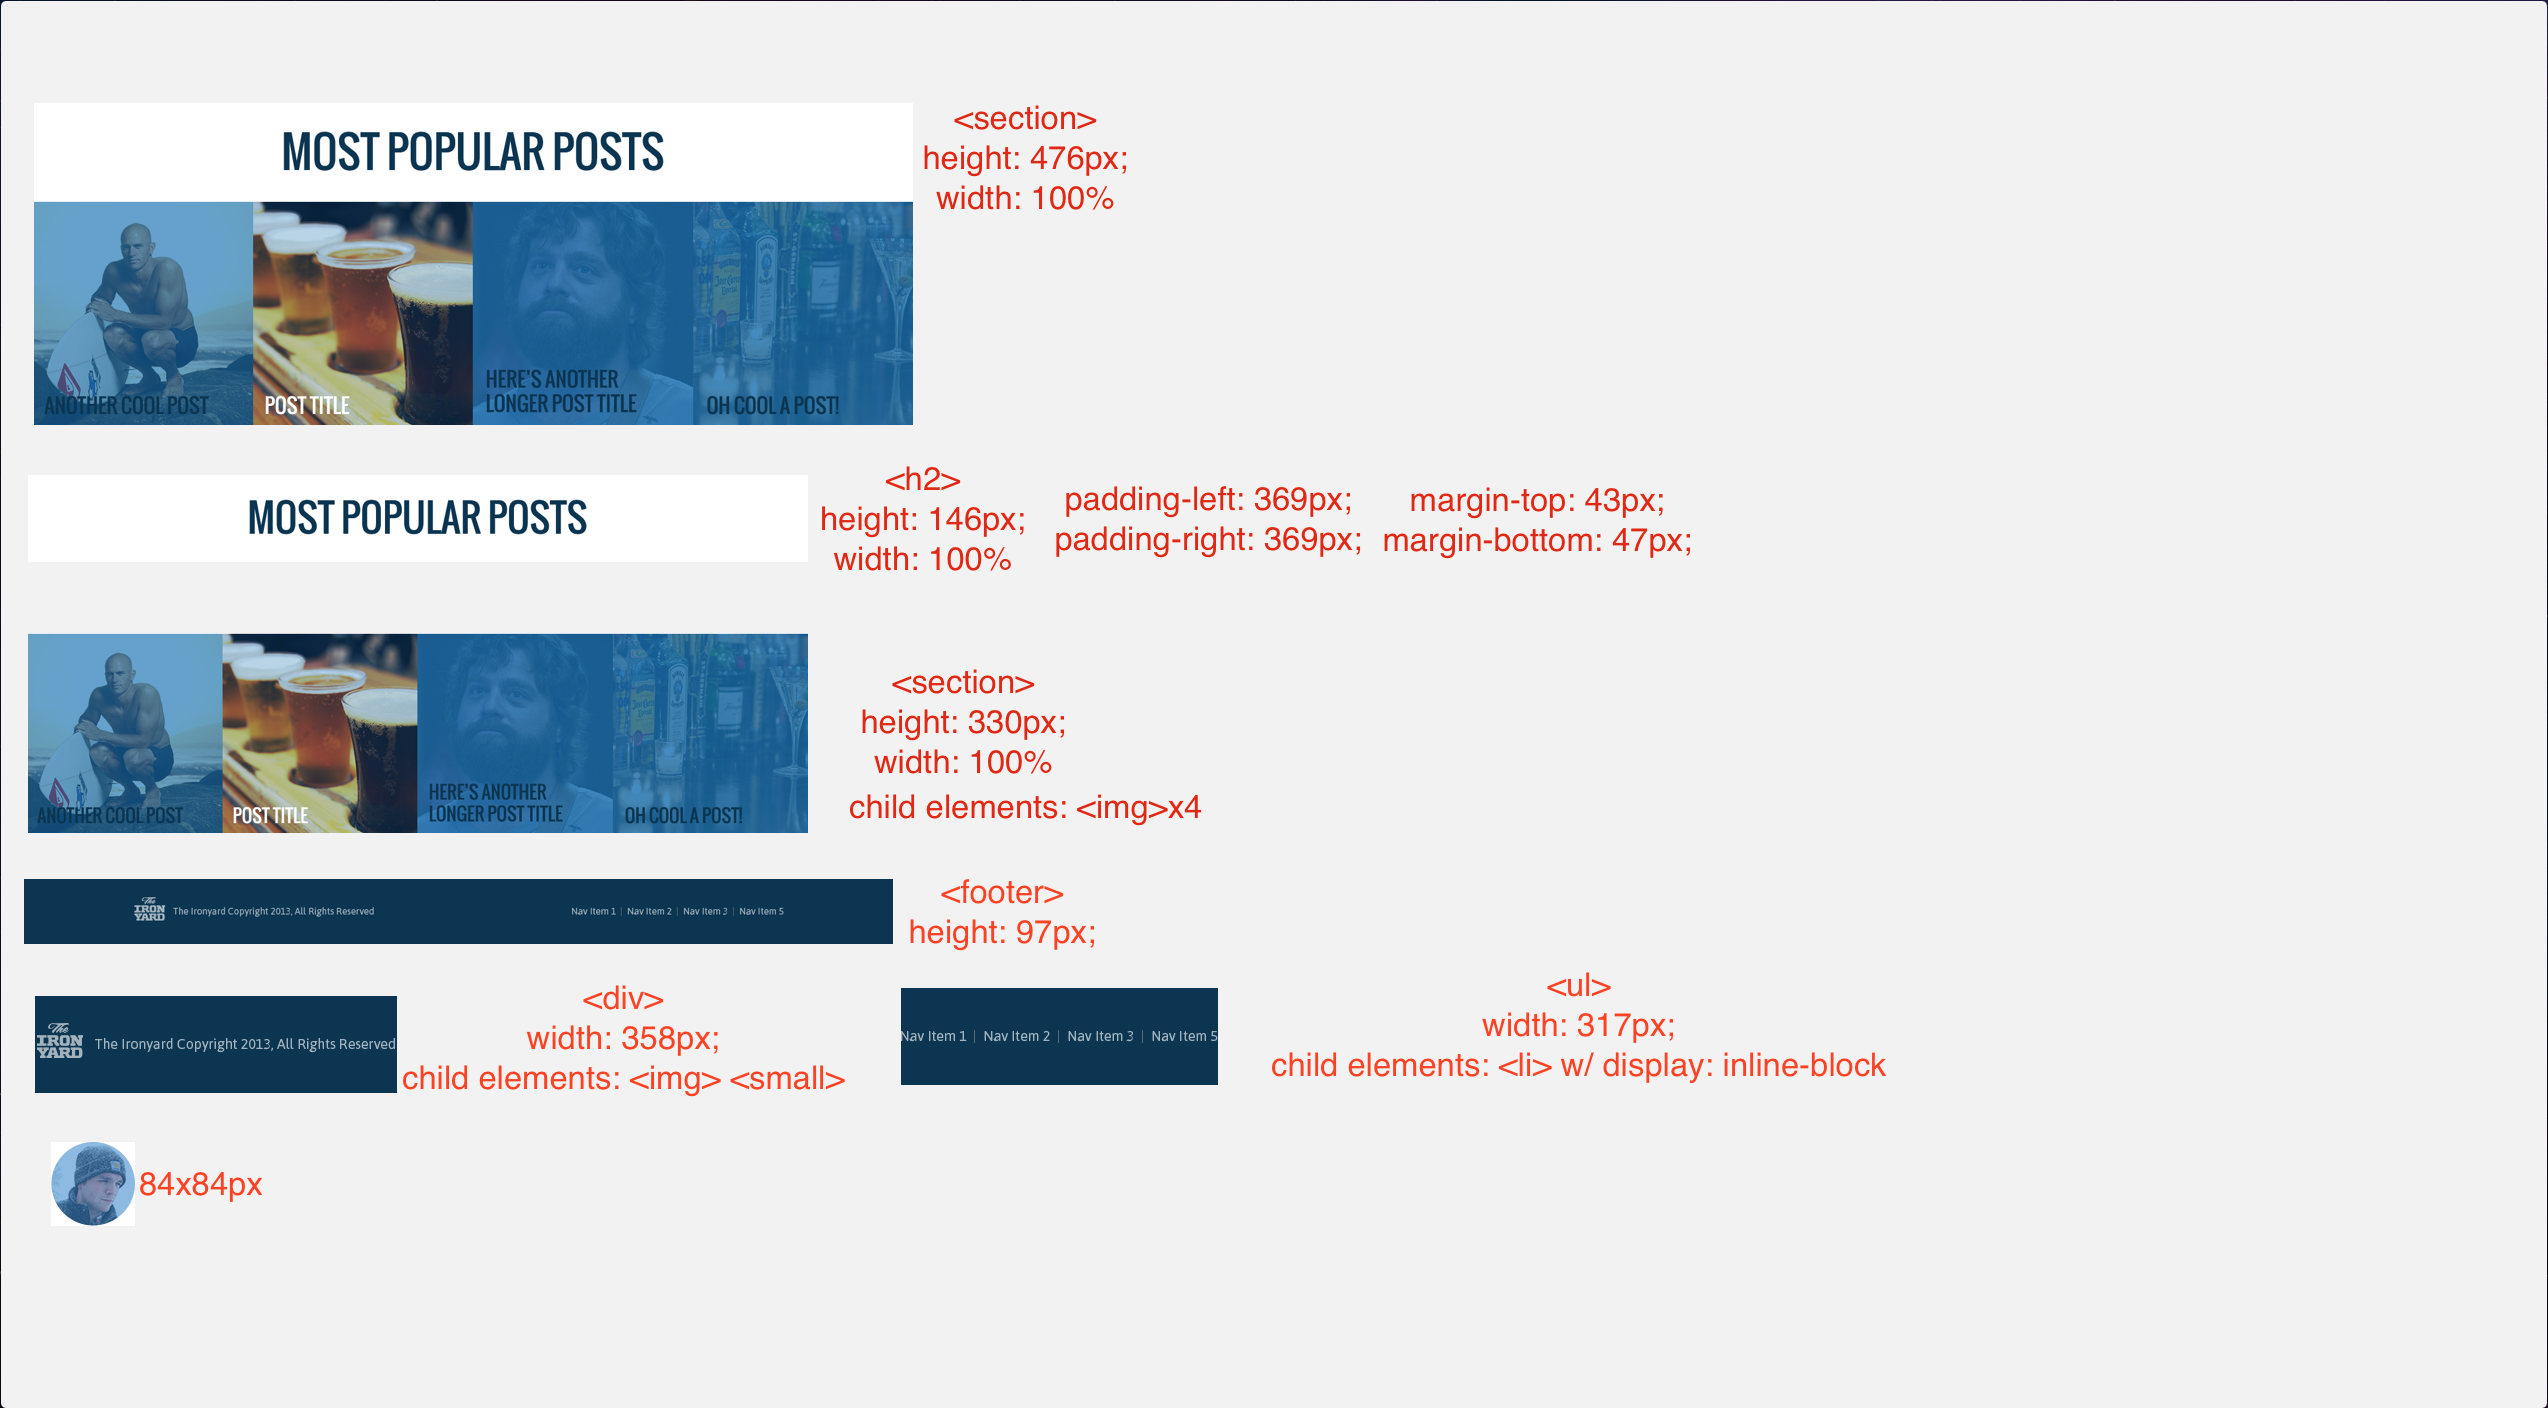 MOST POPULAR POSTS
<section>
height: 476px;
width: 100%
ANOTHER COOL POST
POST TITLE
HERE'S ANOTHER
LONGER POST TITLE
OH COOL A POST!
MOST POPULAR POSTS
<h2>
height: 146px;
width: 100%
padding-left: 369px;
padding-right: 369px;
margin-top: 43px;
margin-bottom: 47px;
ANOTHER COOL POST
POST TITLE
HERE'S ANOTHER
LONGER POST TITLE
OH COOL A POST!
<section>
height: 330px;
width: 100%
child elements: <img>x4
The
IRON
YARD
The Ironyard Copyright 2013, All Rights Reserved
Nav Item 1 | Nav Item 2 | Nav Item 3 | Nav Item 5
<footer>
height: 97px;
The
IRON
YARD
The Ironyard Copyright 2013, All Rights Reserved
<div>
width: 358px;
child elements: <img> <small>
Nav Item 1 | Nav Item 2 | Nav Item 3 | Nav Item 5
<ul>
width: 317px;
child elements: <li> w/ display: inline-block
84x84px